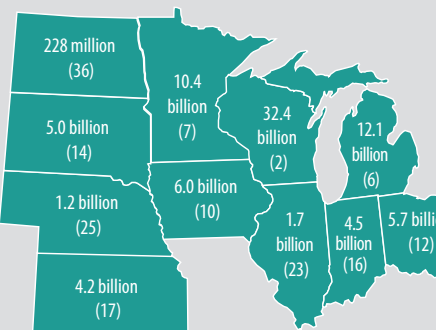 228 million
(36)
10.4
billion
(7)
32.4
billion
(2)
12.1
billion
(6)
5.0 billion
(14)
6.0 billion
(10)
1.2 billion
(25)
1.7
billion
(23)
4.5
billion
(16)
5.7
(12)
4.2 billion
(17)